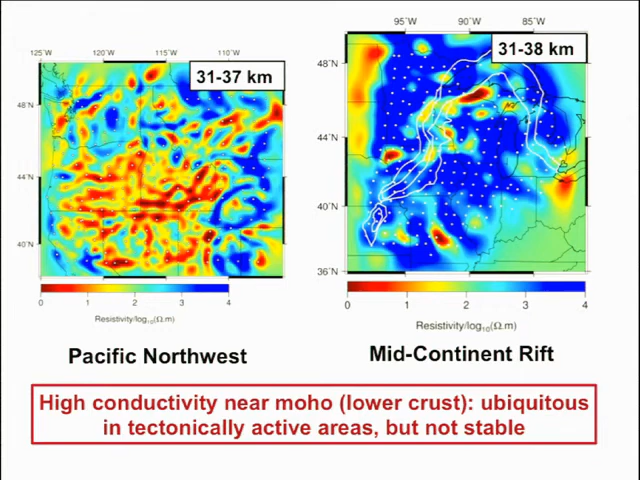 125°W 120°W 115°W 110°W
31-37 km
48°N
44°N
40°N
0 1 2 3 4
Resistivity/log10(Ω.m)
Pacific Northwest
95°W 90°W 85°W
31-38 km
48°N
44°N
40°N
36°N
0 1 2 3 4
Resistivity/log10(Ω.m)
Mid-Continent Rift
High conductivity near moho (lower crust): ubiquitous
in tectonically active areas, but not stable